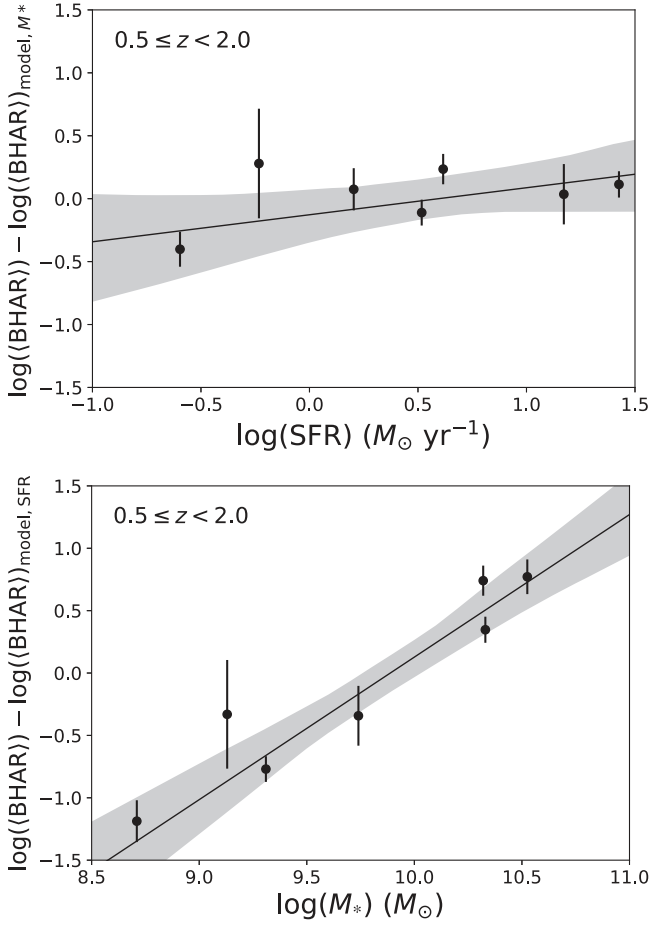 1.5
1.0
0.5
0.0
−0.5
−1.0
−1.5
log(⟨BHAR⟩) − log(⟨BHAR⟩)model, M*
0.5 ≤ z < 2.0
−1.0 −0.5 0.0 0.5 1.0 1.5
log(SFR) (M⊙ yr−1)
1.5
1.0
0.5
0.0
−0.5
−1.0
−1.5
log(⟨BHAR⟩) − log(⟨BHAR⟩)model, SFR
0.5 ≤ z < 2.0
8.5 9.0 9.5 10.0 10.5 11.0
log(M*) (M⊙)